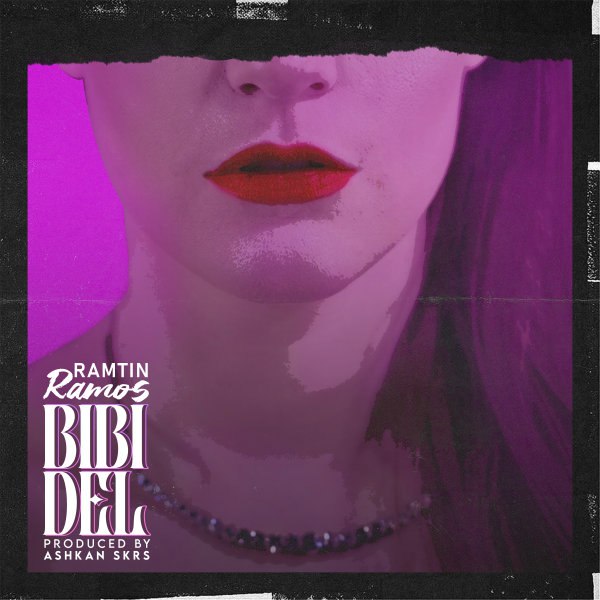 RAMTIN
Ramos
BIBI
DEL
PRODUCED BY
ASHKAN SKRS